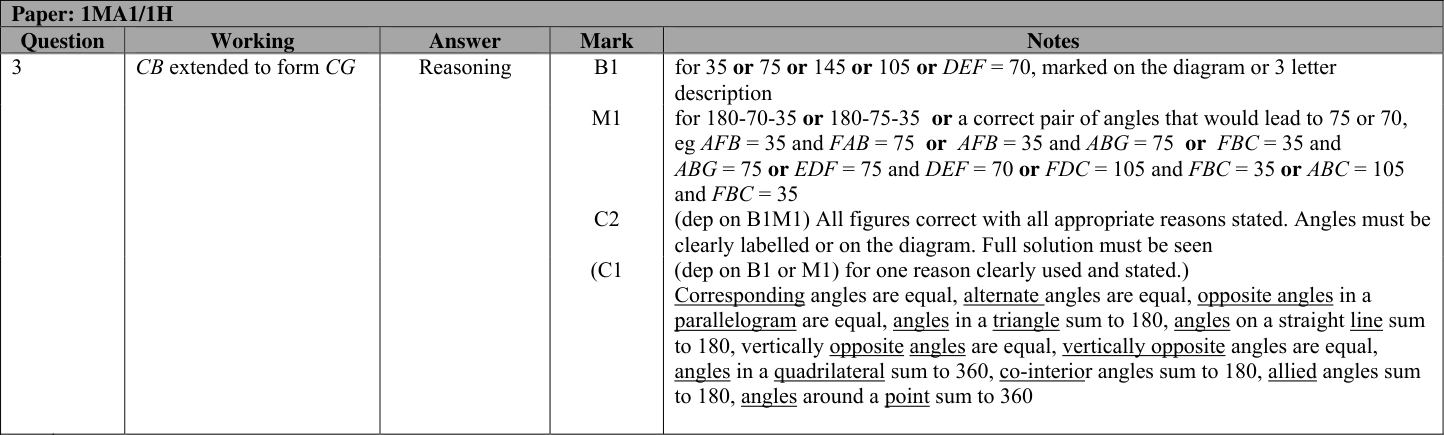 Paper: 1MA1/1H
Question Working Answer Mark Notes
3 CB extended to form CG Reasoning B1 for 35 or 75 or 145 or 105 or DEF = 70, marked on the diagram or 3 letter
description
M1 for 180-70-35 or 180-75-35 or a correct pair of angles that would lead to 75 or 70,
eg AFB = 35 and FAB = 75 or AFB = 35 and ABG = 75 or FBC = 35 and
ABG = 75 or EDF = 75 and DEF = 70 or FDC = 105 and FBC = 35 or ABC = 105
and FBC = 35
C2 (dep on B1M1) All figures correct with all appropriate reasons stated. Angles must be
clearly labelled or on the diagram. Full solution must be seen
(C1 (dep on B1 or M1) for one reason clearly used and stated.)
Corresponding angles are equal, alternate angles are equal, opposite angles in a
parallelogram are equal, angles in a triangle sum to 180, angles on a straight line sum
to 180, vertically opposite angles are equal, vertically opposite angles are equal,
angles in a quadrilateral sum to 360, co-interior angles sum to 180, allied angles sum
to 180, angles around a point sum to 360